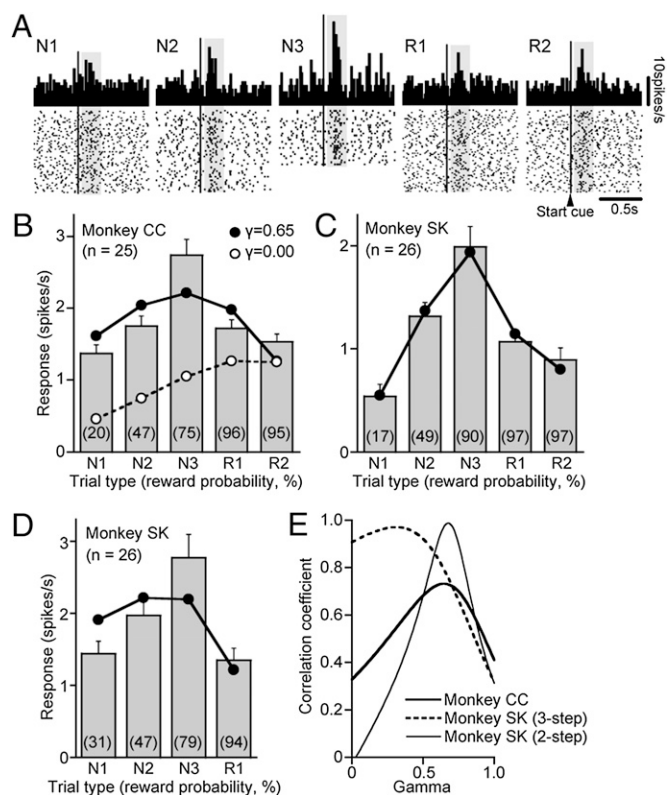 A
N1
N2
N3
R1
R2
10spikes/s
Start cue
0.5s
B
Monkey CC
(n = 25)
γ=0.65
γ=0.00
3
2
1
0
Response (spikes/s)
(20)
(47)
(75)
(96)
(95)
N1
N2
N3
R1
R2
Trial type (reward probability, %)
C
Monkey SK
(n = 26)
2
1
0
(17)
(49)
(90)
(97)
(97)
N1
N2
N3
R1
R2
Trial type (reward probability, %)
D
Monkey SK
(n = 26)
3
2
1
0
Response (spikes/s)
(31)
(47)
(79)
(94)
N1
N2
N3
R1
Trial type (reward probability, %)
E
1.0
0.8
0.6
0.4
0.2
0
Correlation coefficient
Monkey CC
Monkey SK (3-step)
Monkey SK (2-step)
0
0.5
1.0
Gamma